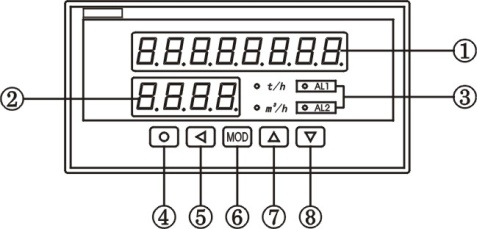 8.8.8.8.8.8.8.8. ①
② 8.8.8.8. t/h AL1
m³/h AL2 ③
MOD
④ ⑤ ⑥ ⑦ ⑧